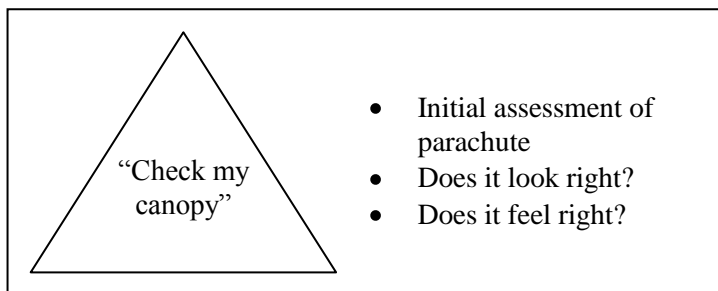 “Check my
canopy”
• Initial assessment of
parachute
• Does it look right?
• Does it feel right?